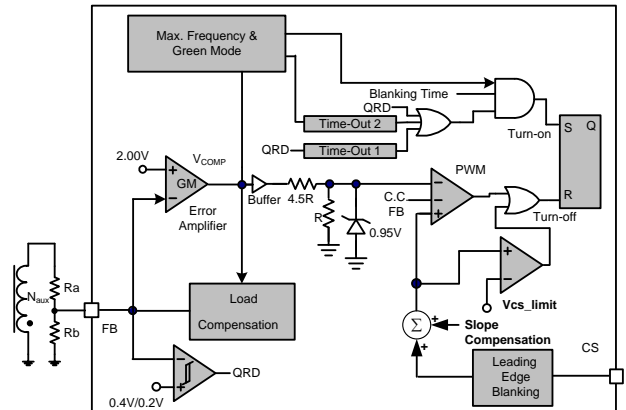 Max. Frequency &
Green Mode
Blanking Time
QRD
Time-Out 2
QRD
Time-Out 1
Turn-on
S
Q
R
Turn-off
2.00V
GM
VCOMP
Error
Amplifier
Buffer
4.5R
R
0.95V
C.C.
FB
PWM
Vcs_limit
Slope
Compensation
Σ
Load
Compensation
Leading
Edge
Blanking
CS
Naux
Ra
Rb
FB
QRD
0.4V/0.2V